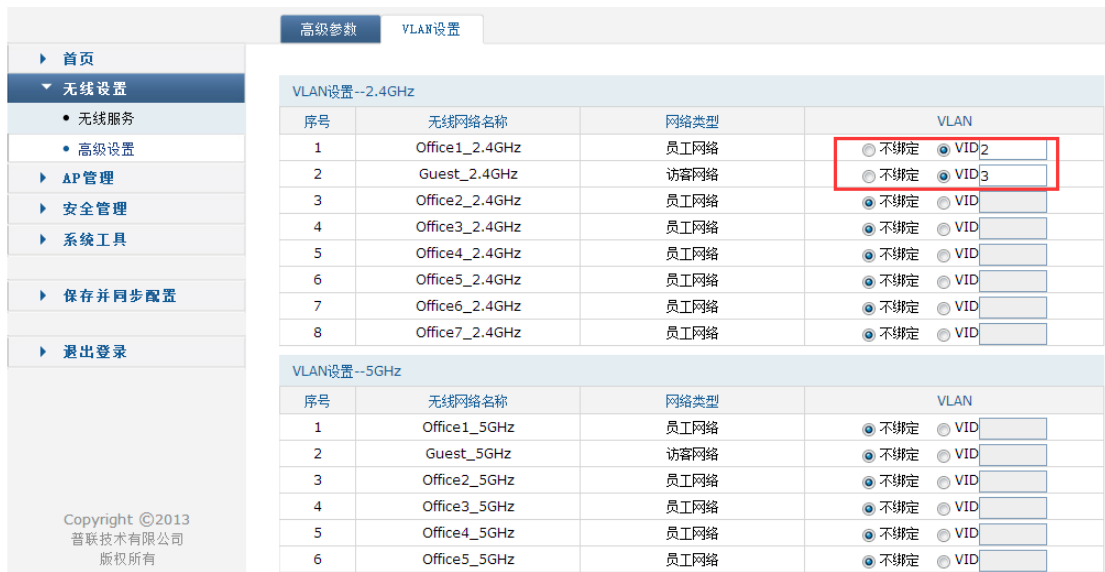 高级参数 VLAN设置
首页
无线设置
无线服务
高级设置
AP管理
安全管理
系统工具
保存并同步配置
退出登录
Copyright ©2013
普联技术有限公司
版权所有
VLAN设置--2.4GHz
序号 无线网络名称 网络类型 VLAN
1 Office1_2.4GHz 员工网络 不绑定 VID 2
2 Guest_2.4GHz 访客网络 不绑定 VID 3
3 Office2_2.4GHz 员工网络 不绑定 VID
4 Office3_2.4GHz 员工网络 不绑定 VID
5 Office4_2.4GHz 员工网络 不绑定 VID
6 Office5_2.4GHz 员工网络 不绑定 VID
7 Office6_2.4GHz 员工网络 不绑定 VID
8 Office7_2.4GHz 员工网络 不绑定 VID
VLAN设置--5GHz
序号 无线网络名称 网络类型 VLAN
1 Office1_5GHz 员工网络 不绑定 VID
2 Guest_5GHz 访客网络 不绑定 VID
3 Office2_5GHz 员工网络 不绑定 VID
4 Office3_5GHz 员工网络 不绑定 VID
5 Office4_5GHz 员工网络 不绑定 VID
6 Office5_5GHz 员工网络 不绑定 VID